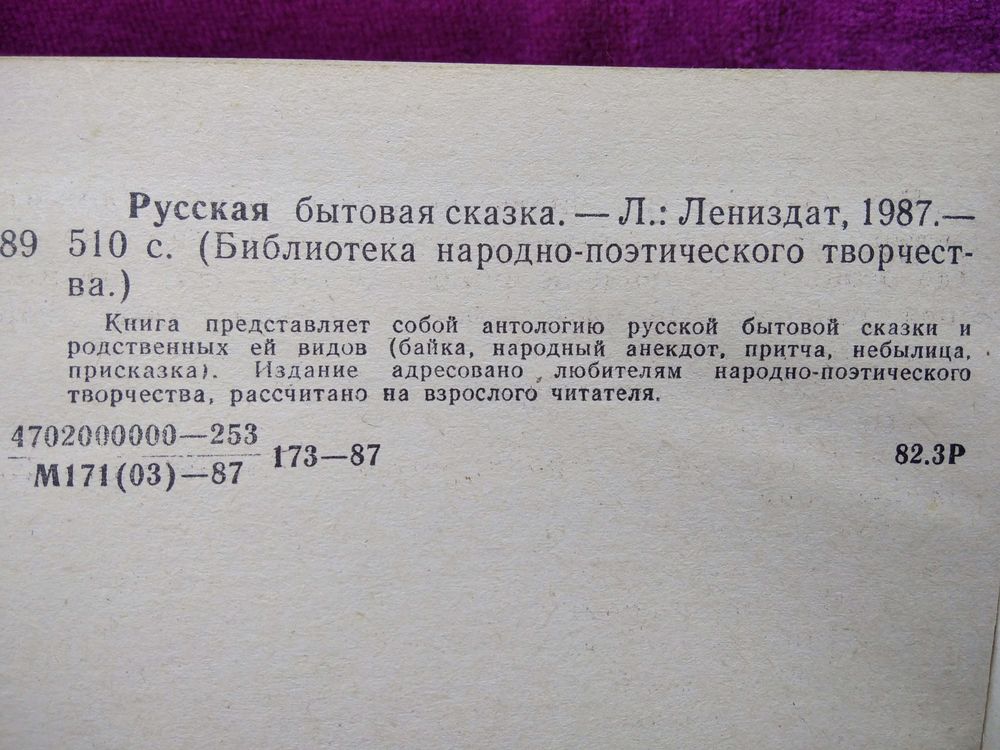 Русская бытовая сказка. — Л.: Лениздат, 1987.—
89 510 с. (Библиотека народно-поэтического творчест-
ва.)
Книга представляет собой антологию русской бытовой сказки и
родственных ей видов (байка, народный анекдот, притча, небылица,
присказка). Издание адресовано любителям народно-поэтического
творчества, рассчитано на взрослого читателя.
4702000000—253
М171(03)—87
173—87
82.3Р